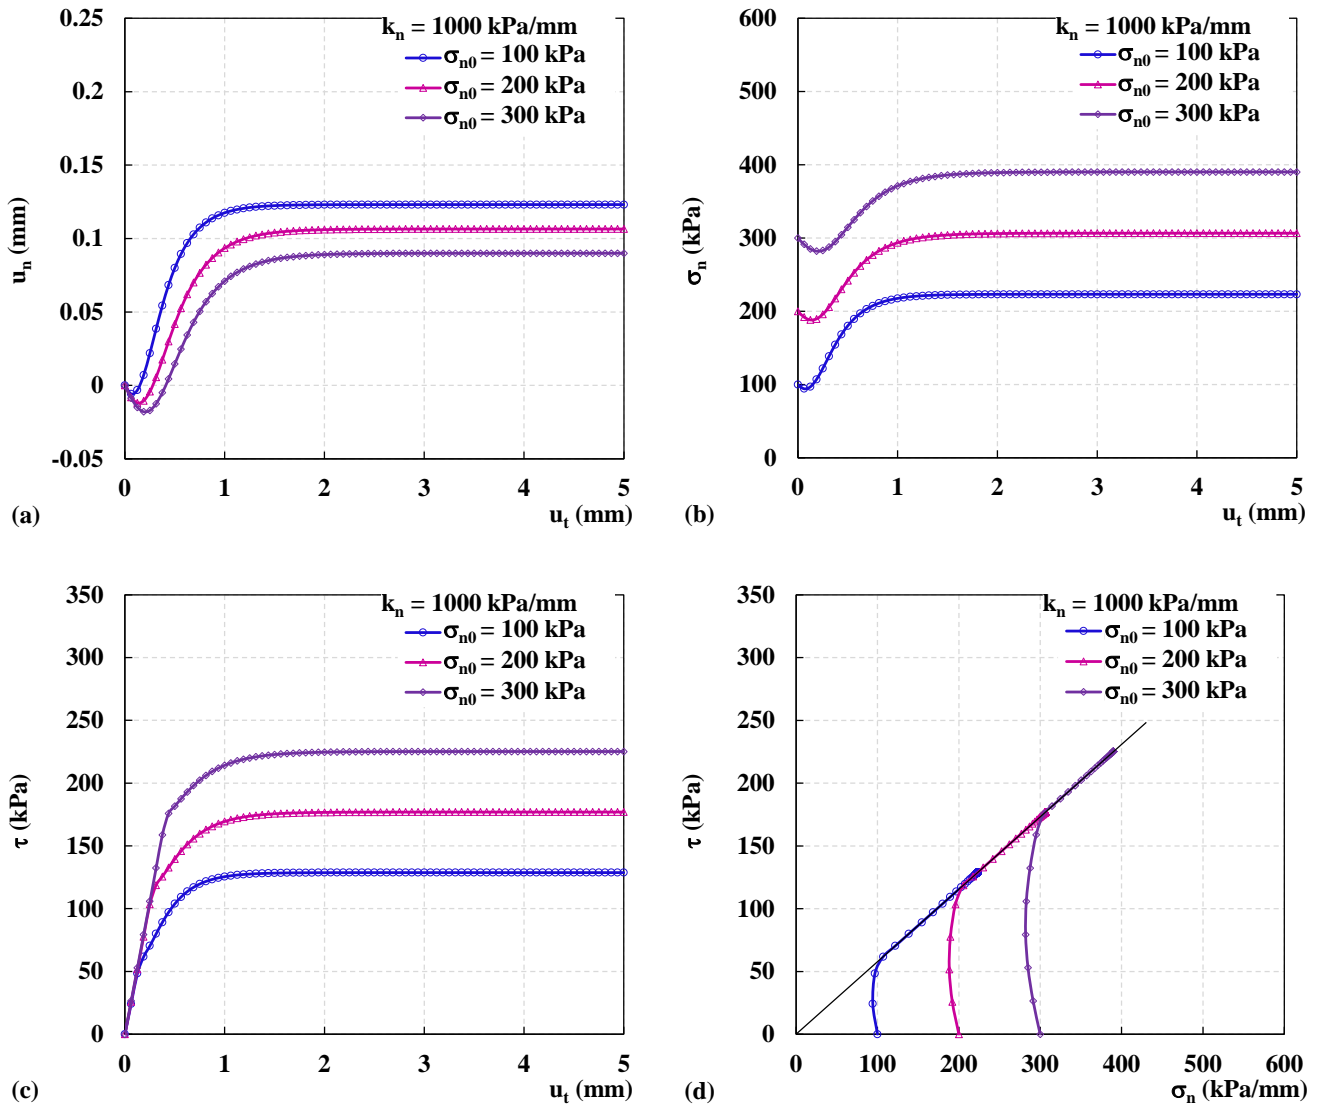 k_n = 1000 kPa/mm
σ_n0 = 100 kPa
σ_n0 = 200 kPa
σ_n0 = 300 kPa
0.25
0.2
0.15
0.1
0.05
0
-0.05
u_n (mm)
0 1 2 3 4 5
u_t (mm)
(a)
k_n = 1000 kPa/mm
σ_n0 = 100 kPa
σ_n0 = 200 kPa
σ_n0 = 300 kPa
600
500
400
300
200
100
0
σ_n (kPa)
0 1 2 3 4 5
u_t (mm)
(b)
k_n = 1000 kPa/mm
σ_n0 = 100 kPa
σ_n0 = 200 kPa
σ_n0 = 300 kPa
350
300
250
200
150
100
50
0
τ (kPa)
0 1 2 3 4 5
u_t (mm)
(c)
k_n = 1000 kPa/mm
σ_n0 = 100 kPa
σ_n0 = 200 kPa
σ_n0 = 300 kPa
350
300
250
200
150
100
50
0
τ (kPa)
0 100 200 300 400 500 600
σ_n (kPa/mm)
(d)